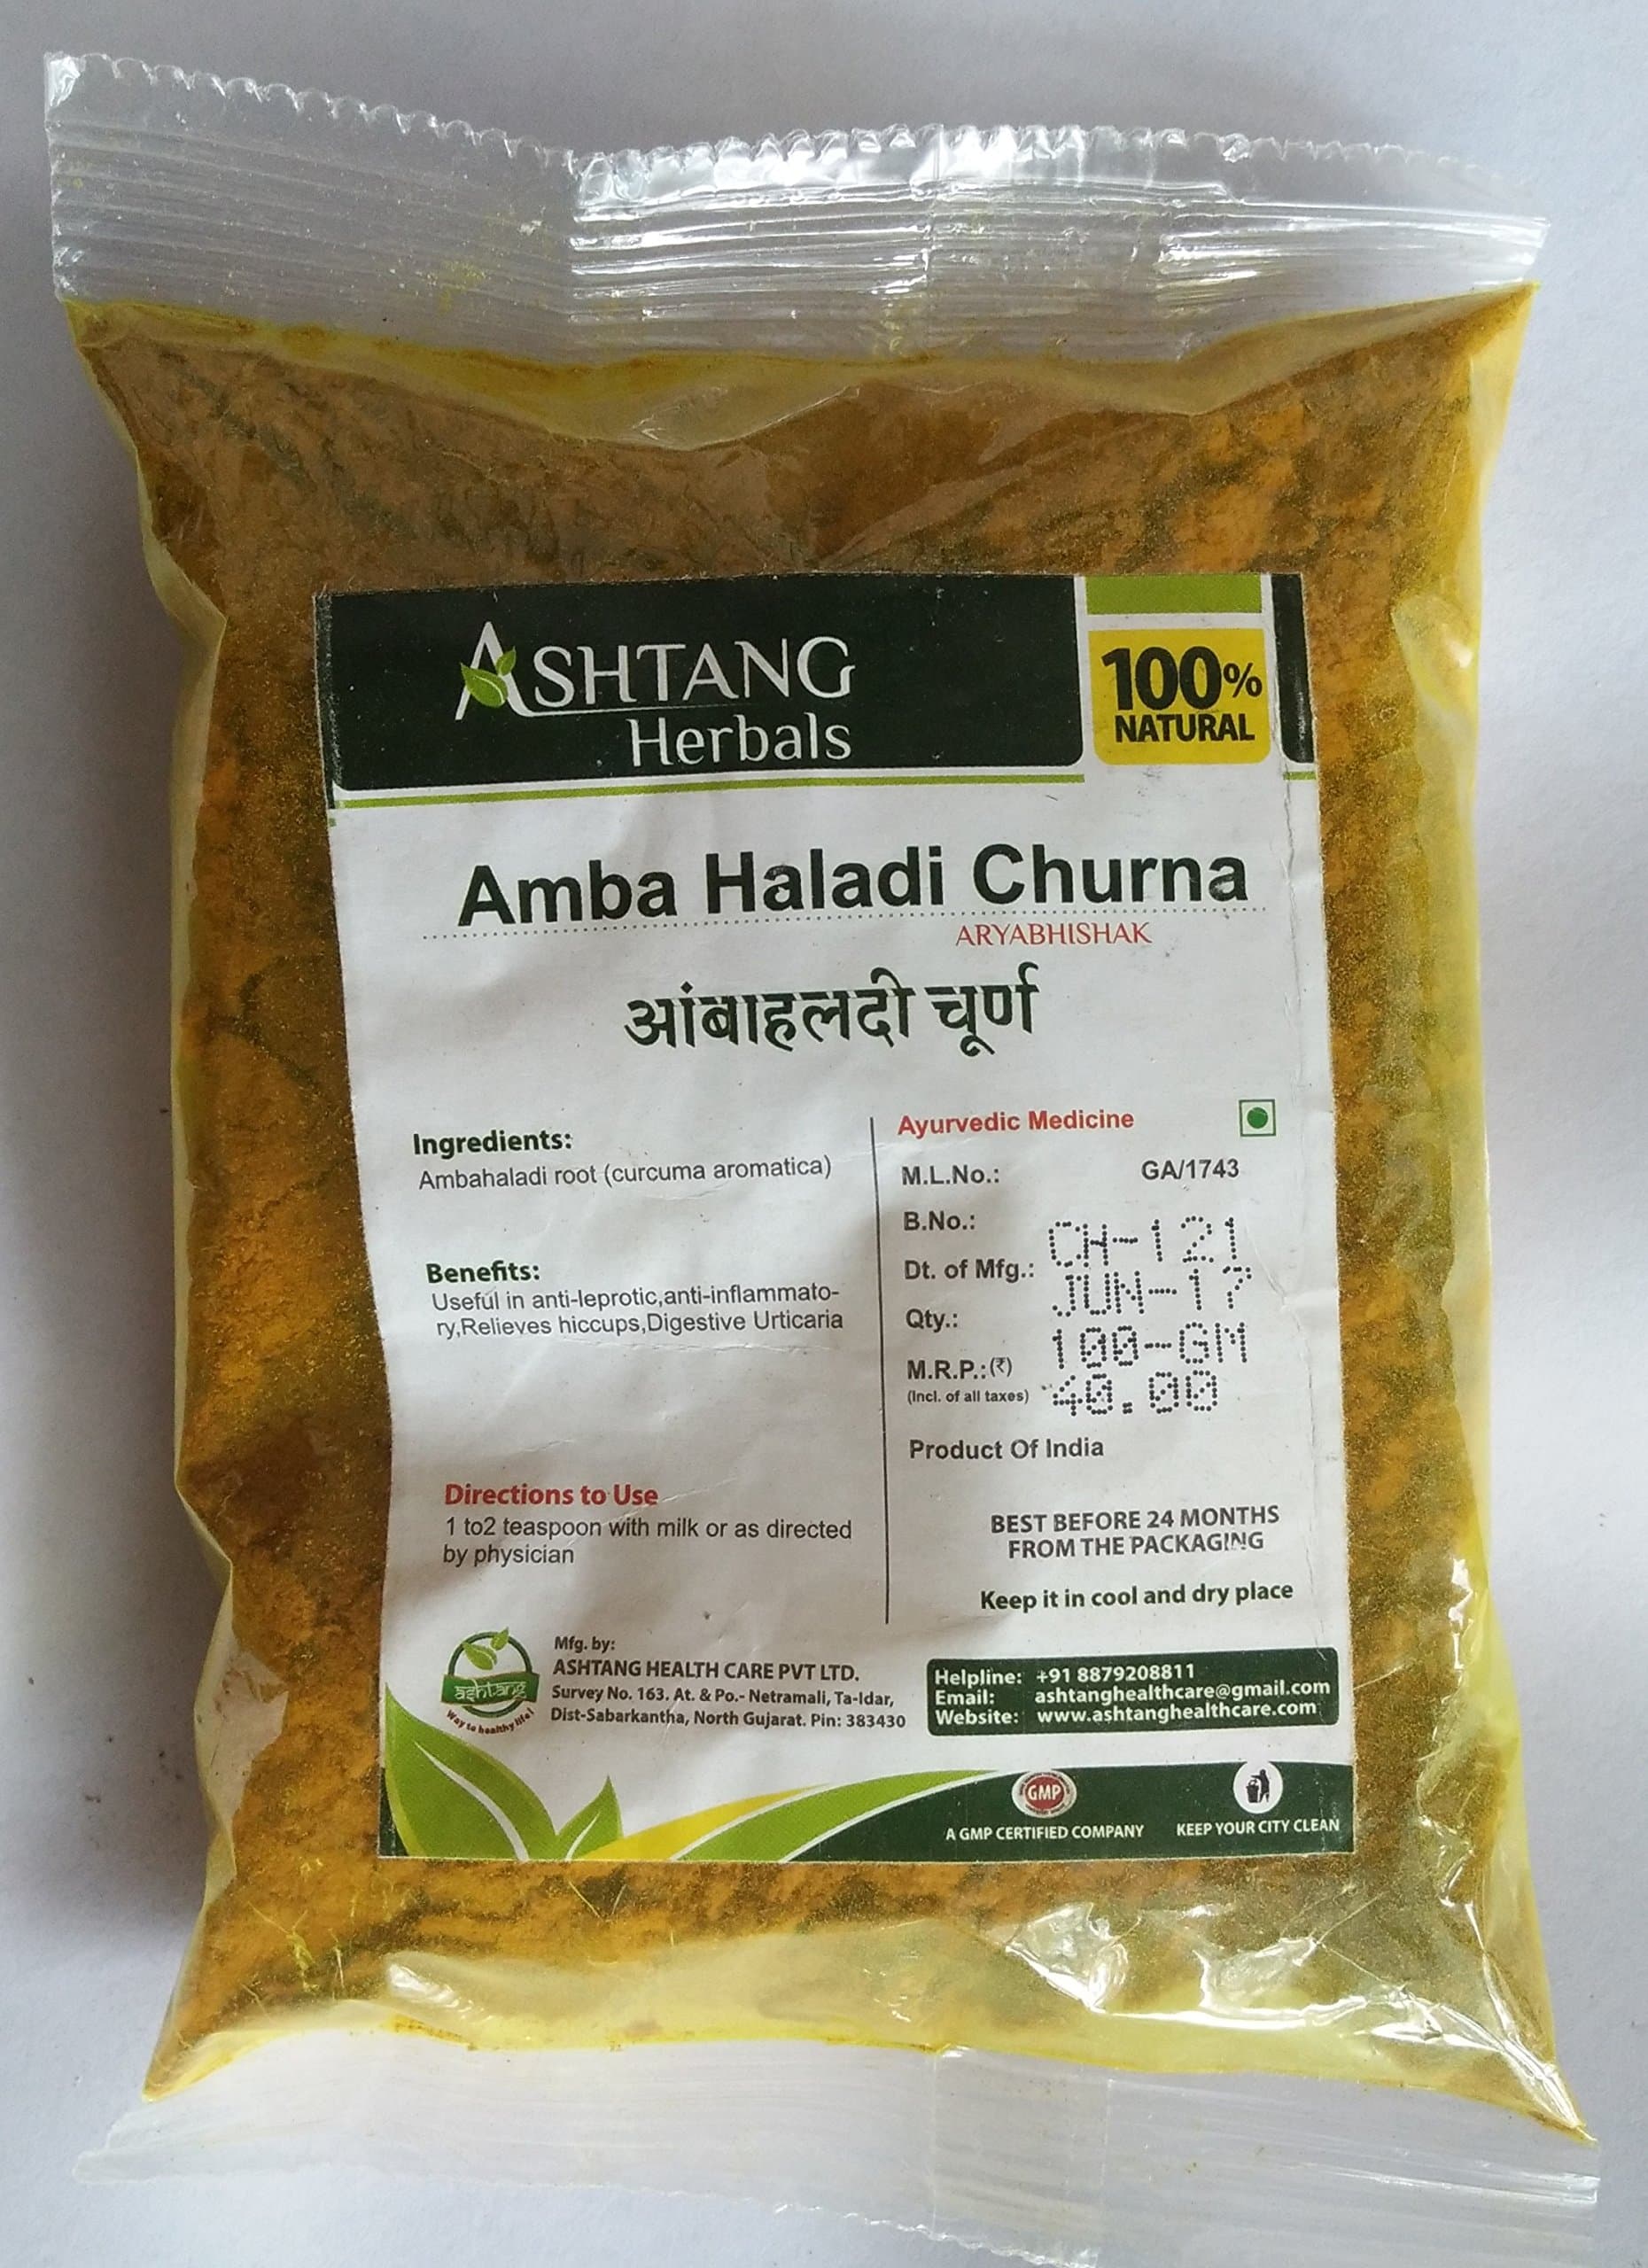 ASHTANG
Herbals
100%
NATURAL
Amba Haladi Churna
ARYABHISHAK
आंबाहलदी चूर्ण
Ingredients:
Ambahaladi root (curcuma aromatica)
Benefits:
Useful in anti-leprotic,anti-inflammato-
ry,Relieves hiccups,Digestive Urticaria
Directions to Use
1 to2 teaspoon with milk or as directed
by physician
Ayurvedic Medicine
M.L.No.: GA/1743
B.No.: CH-121
Dt. of Mfg.: JUN-17
Qty.: 100-GM
M.R.P.:(₹) 40.00
(Incl. of all taxes)
Product Of India
BEST BEFORE 24 MONTHS
FROM THE PACKAGING
Keep it in cool and dry place
ashtang
Way to healthy life!
Mfg. by:
ASHTANG HEALTH CARE PVT LTD.
Survey No. 163. At. & Po.- Netramali, Ta-Idar,
Dist-Sabarkantha, North Gujarat. Pin: 383430
Helpline: +91 8879208811
Email: ashtanghealthcare@gmail.com
Website: www.ashtanghealthcare.com
GMP
A GMP CERTIFIED COMPANY
KEEP YOUR CITY CLEAN